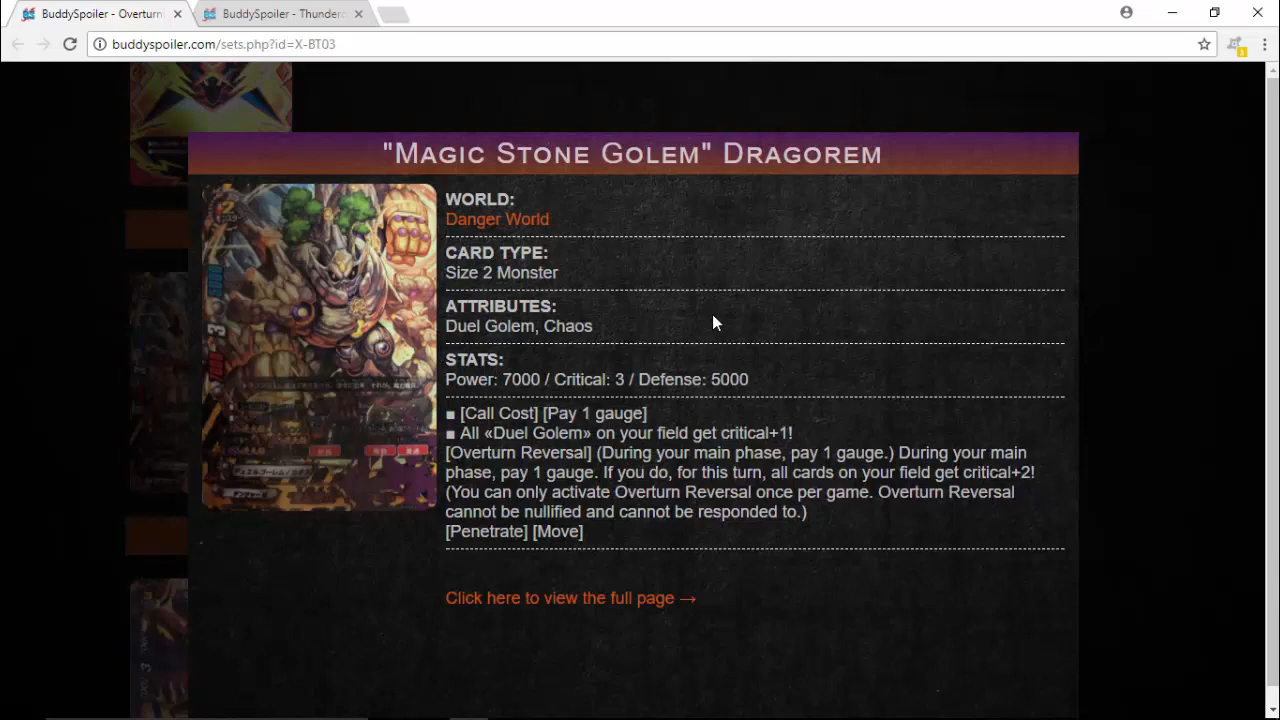 BuddySpoiler - Overturni
BuddySpoiler - Thunderc
buddyspoiler.com/sets.php?id=X-BT03
"Magic Stone Golem" Dragorem
WORLD:
Danger World
CARD TYPE:
Size 2 Monster
ATTRIBUTES:
Duel Golem, Chaos
STATS:
Power: 7000 / Critical: 3 / Defense: 5000
■ [Call Cost] [Pay 1 gauge]
■ All «Duel Golem» on your field get critical+1!
[Overturn Reversal] (During your main phase, pay 1 gauge.) During your main
phase, pay 1 gauge. If you do, for this turn, all cards on your field get critical+2!
(You can only activate Overturn Reversal once per game. Overturn Reversal
cannot be nullified and cannot be responded to.)
[Penetrate] [Move]
Click here to view the full page →